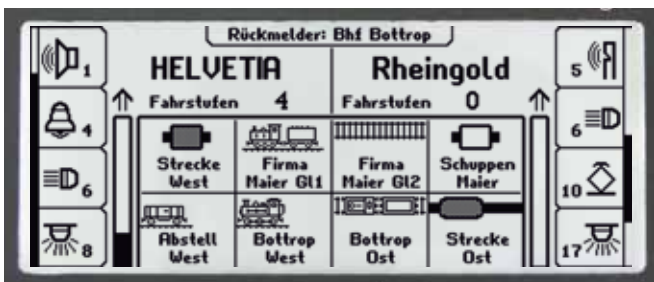 Rückmelder: Bhf Bottrop
HELVETIA
Rheingold
Fahrstufen 4
Fahrstufen 0
1
4
6
8
5
6
10
17
Strecke
West
Firma
Maier Gl1
Firma
Maier Gl2
Schuppen
Maier
Abstell
West
Bottrop
West
Bottrop
Ost
Strecke
Ost